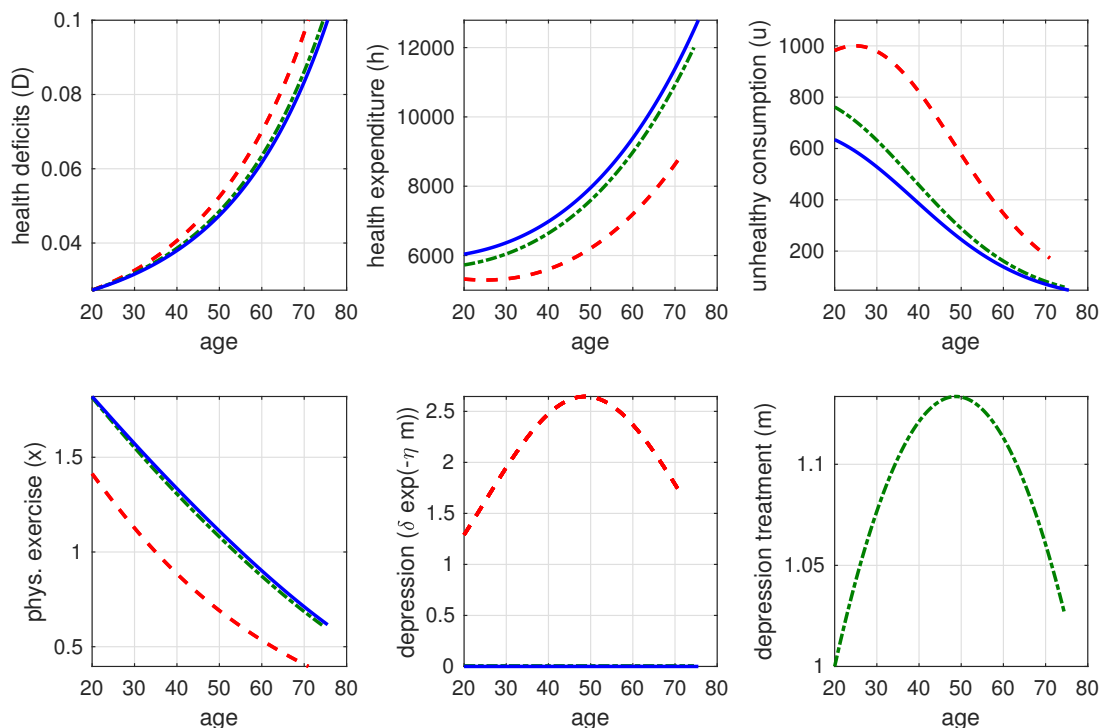 health deficits (D)
0.1
0.08
0.06
0.04
20 30 40 50 60 70 80
age
health expenditure (h)
12000
10000
8000
6000
20 30 40 50 60 70 80
age
unhealthy consumption (u)
1000
800
600
400
200
20 30 40 50 60 70 80
age
phys. exercise (x)
1.5
1
0.5
20 30 40 50 60 70 80
age
depression (δ exp(-η m))
2.5
2
1.5
1
0.5
0
20 30 40 50 60 70 80
age
depression treatment (m)
1.1
1.05
1
20 30 40 50 60 70 80
age